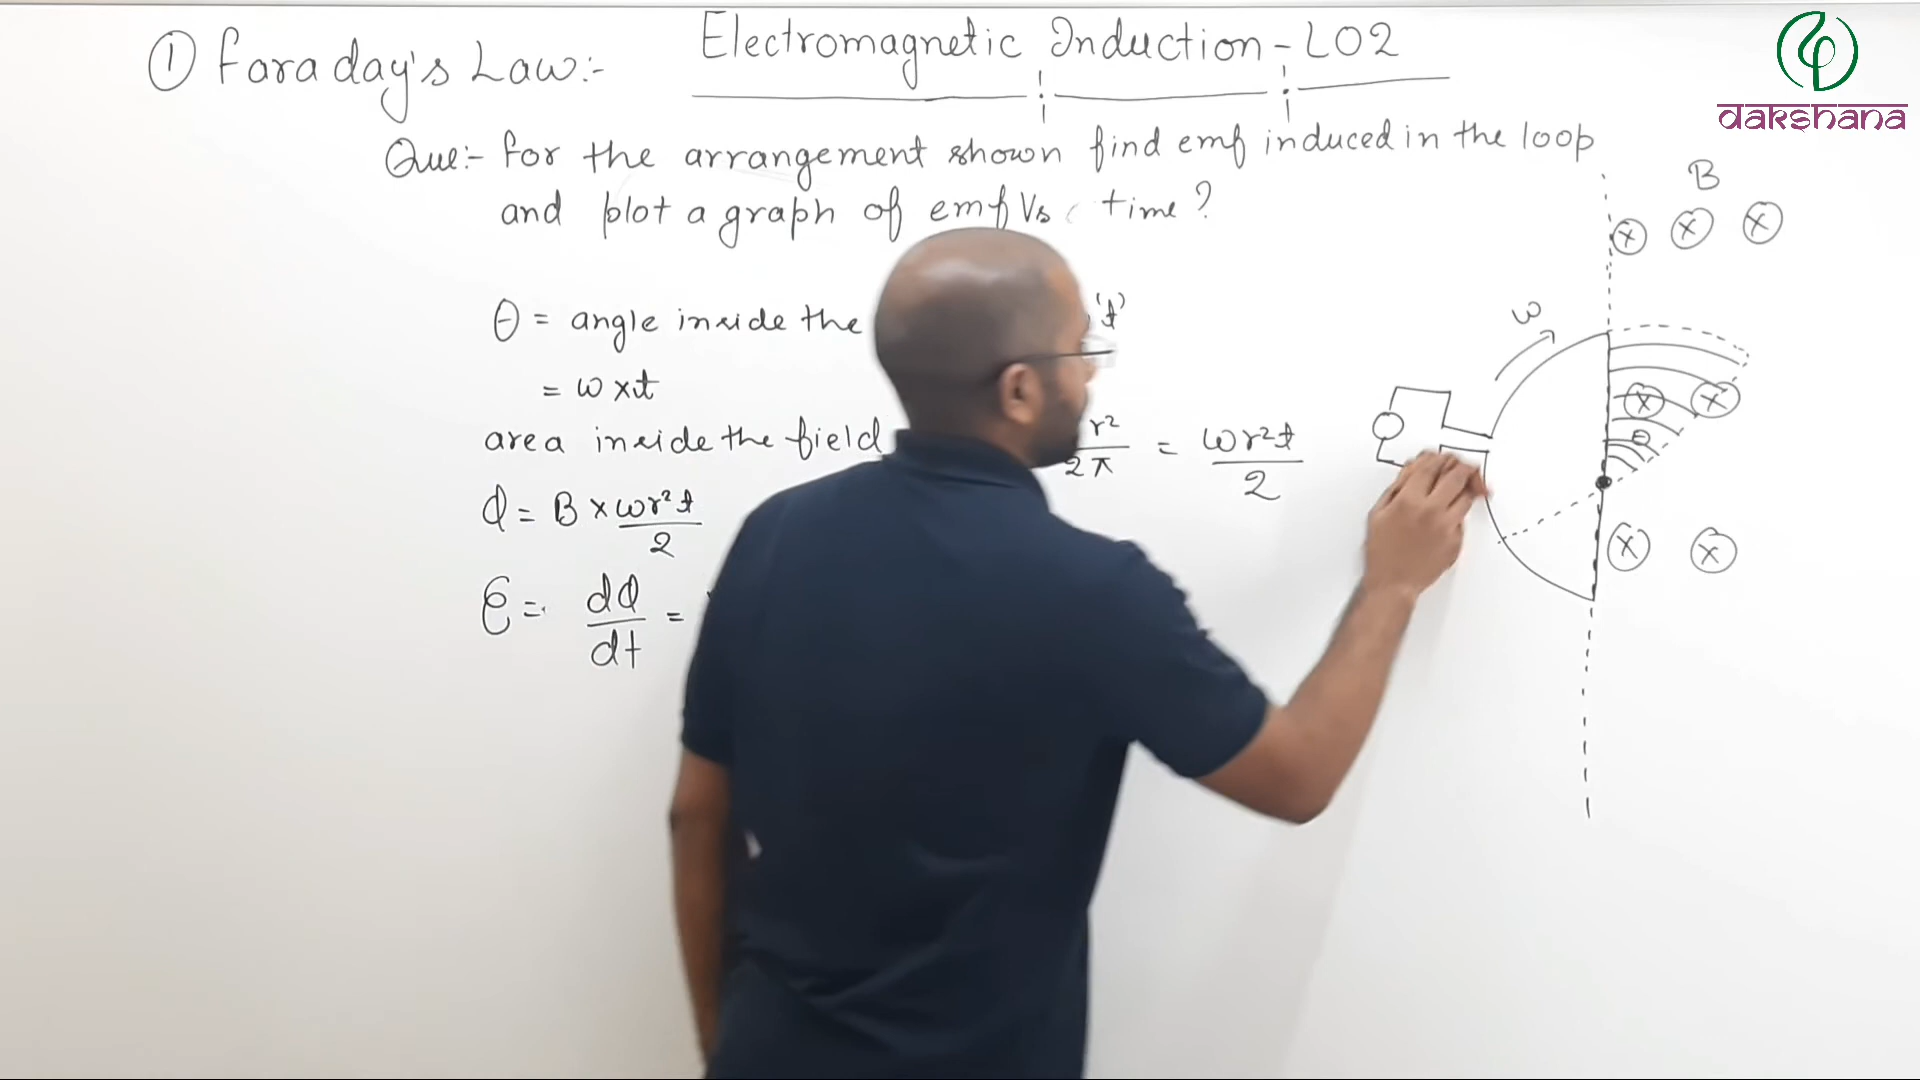 Electromagnetic Induction - L02
① Faraday's Law:-
dakshana
Que:- For the arrangement shown find emf induced in the loop
and plot a graph of emf Vs time?
B
θ = angle inside the 't'
= ω x t
area inside the field r²/2π = ωr²t/2
ϕ = B x ωr²t/2
ε = dϕ/dt =
ω
θ